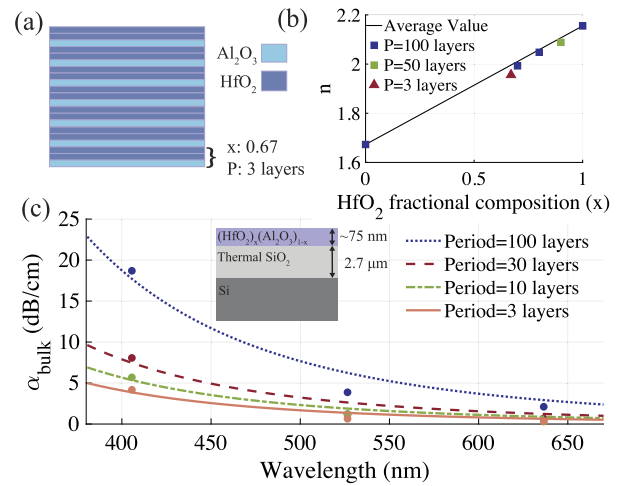 (a)
Al₂O₃
HfO₂
x: 0.67
P: 3 layers
(b)
2.2
2
1.8
1.6
n
Average Value
P=100 layers
P=50 layers
P=3 layers
0
0.5
1
HfO₂ fractional composition (x)
(c)
2
25
20
15
10
5
0
α_bulk (dB/cm)
(HfO₂)ₓ(Al₂O₃)₁₋ₓ
~75 nm
Thermal SiO₂
2.7 μm
Si
Period=100 layers
Period=30 layers
Period=10 layers
Period=3 layers
400
450
500
550
600
650
Wavelength (nm)